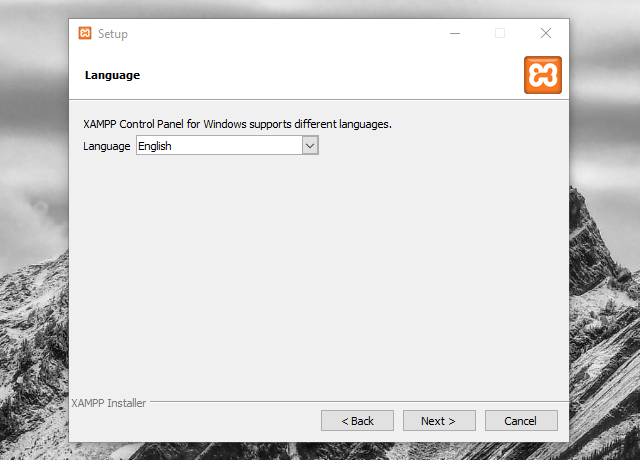 Setup
Language
XAMPP Control Panel for Windows supports different languages.
Language English
XAMPP Installer
< Back Next > Cancel